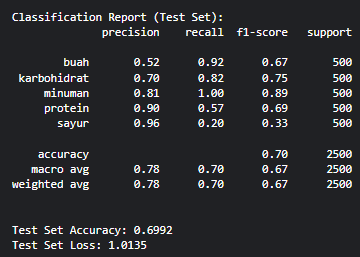 Classification Report (Test Set):
precision recall f1-score support
buah 0.52 0.92 0.67 500
karbohidrat 0.70 0.82 0.75 500
minuman 0.81 1.00 0.89 500
protein 0.90 0.57 0.69 500
sayur 0.96 0.20 0.33 500
accuracy 0.70 2500
macro avg 0.78 0.70 0.67 2500
weighted avg 0.78 0.70 0.67 2500
Test Set Accuracy: 0.6992
Test Set Loss: 1.0135